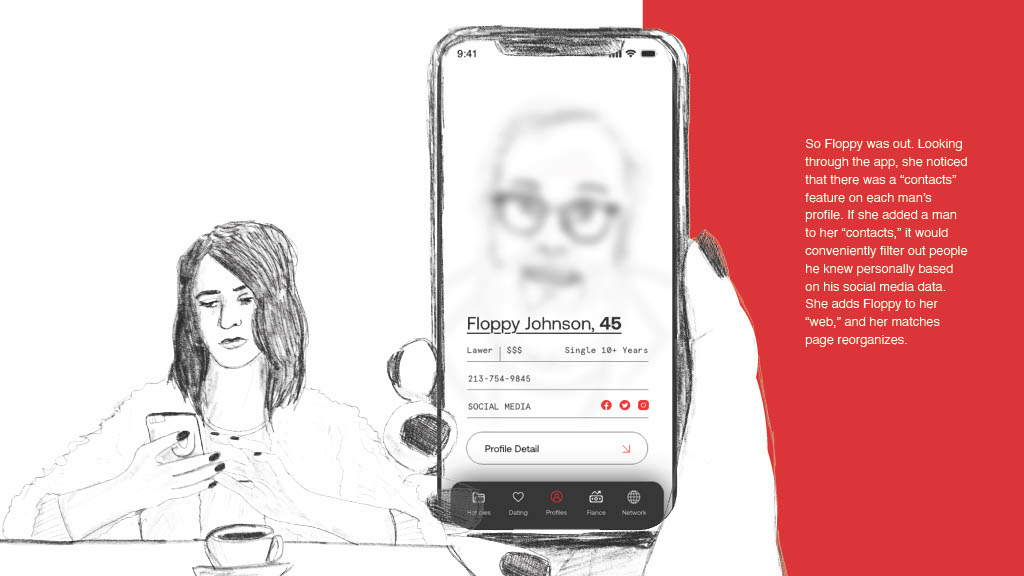 9:41
Floppy Johnson, 45
Lawer $$$ Single 10+ Years
213-754-9845
SOCIAL MEDIA
Profile Detail
Dating Profiles Fiance Network
So Floppy was out. Looking
through the app, she noticed
that there was a “contacts”
feature on each man’s
profile. If she added a man
to her “contacts,” it would
conveniently filter out people
he knew personally based
on his social media data.
She adds Floppy to her
“web,” and her matches
page reorganizes.